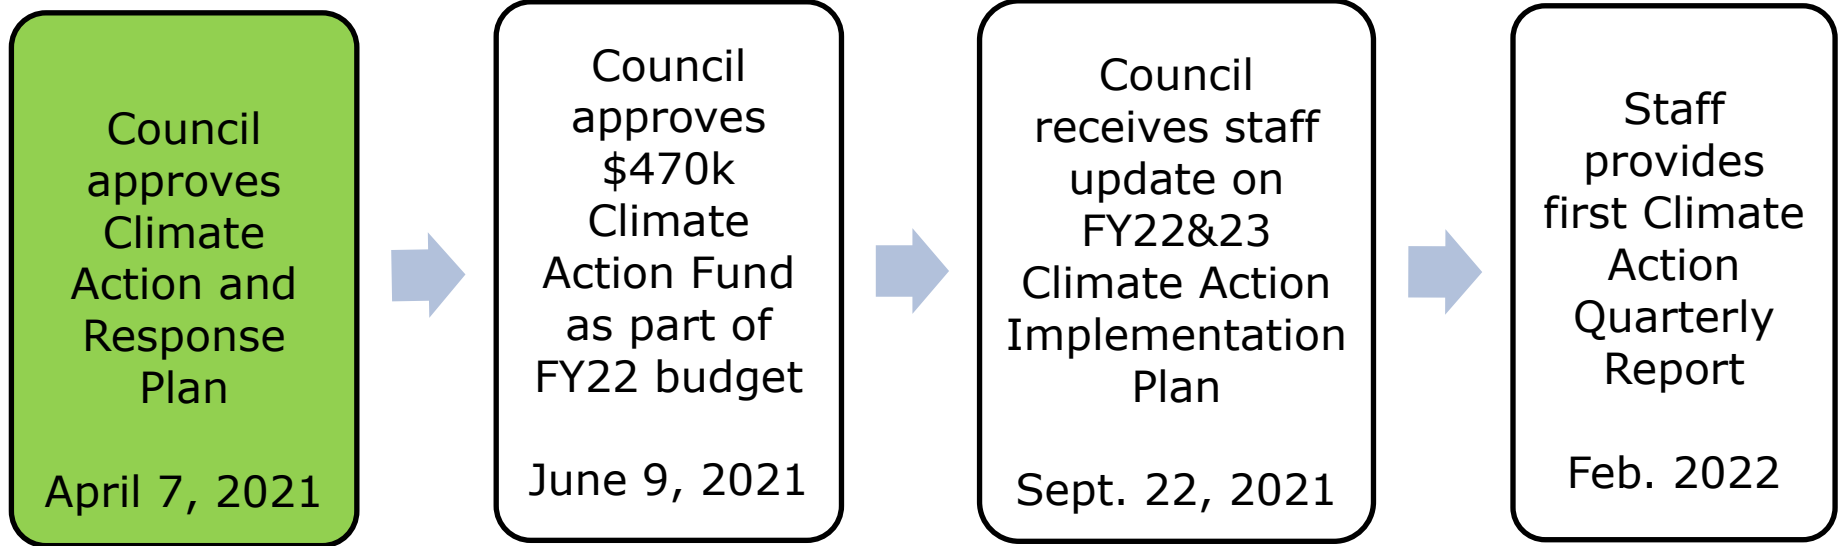 Council
approves
Climate
Action and
Response
Plan
April 7, 2021
Council
approves
$470k
Climate
Action Fund
as part of
FY22 budget
June 9, 2021
Council
receives staff
update on
FY22&23
Climate Action
Implementation
Plan
Sept. 22, 2021
Staff
provides
first Climate
Action
Quarterly
Report
Feb. 2022